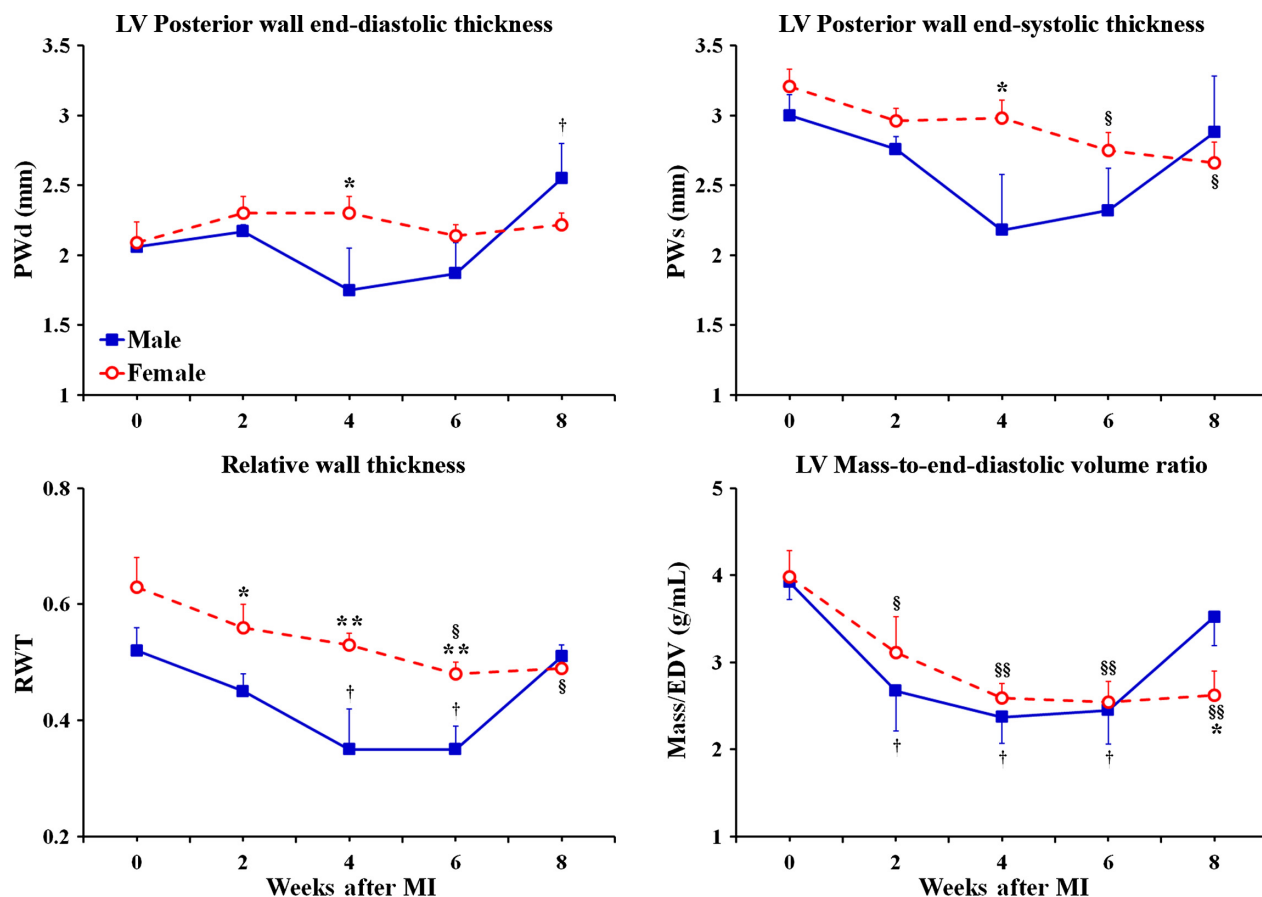 LV Posterior wall end-diastolic thickness
3.5
3
2.5
2
1.5
1
PWd (mm)
†
*
Male
Female
0 2 4 6 8
LV Posterior wall end-systolic thickness
3.5
3
2.5
2
1.5
1
PWs (mm)
*
§
§
0 2 4 6 8
Relative wall thickness
0.8
0.6
0.4
0.2
RWT
*
**
§
**
§
†
†
0 2 4 6 8
Weeks after MI
LV Mass-to-end-diastolic volume ratio
5
4
3
2
1
Mass/EDV (g/mL)
§
§§
§§
§§
*
†
†
†
0 2 4 6 8
Weeks after MI